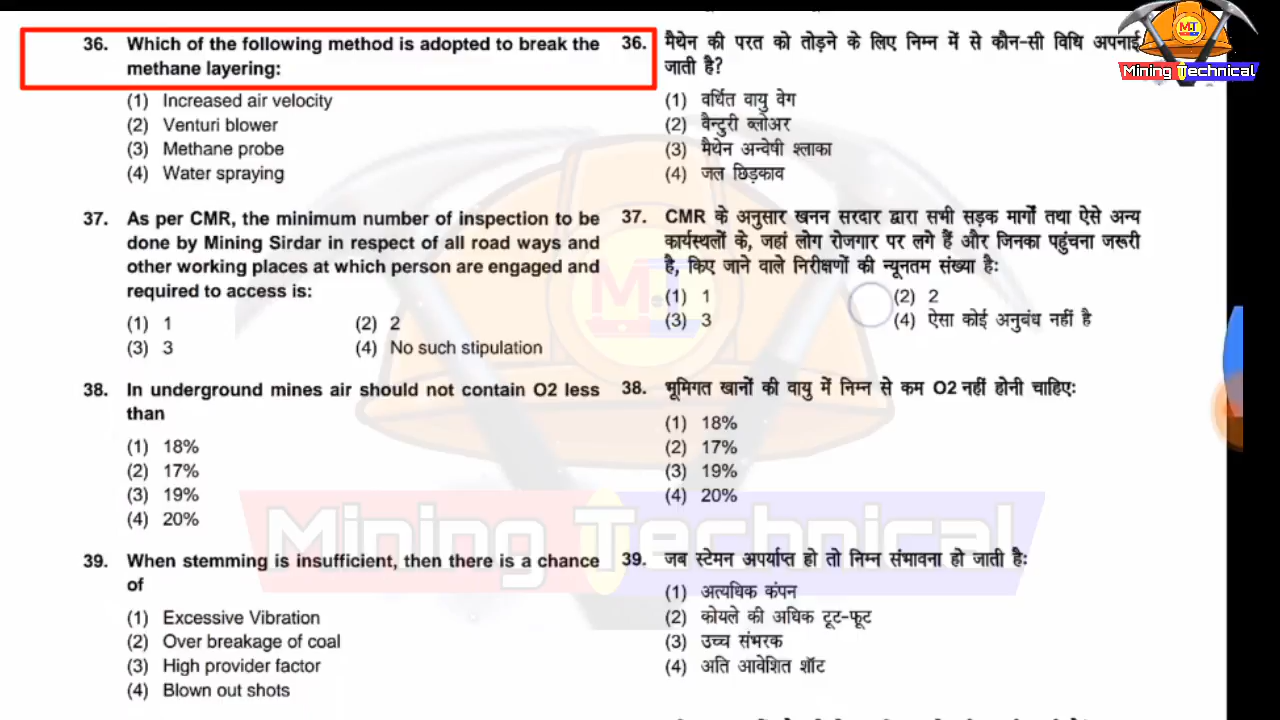 36. Which of the following method is adopted to break the
methane layering:
(1) Increased air velocity
(2) Venturi blower
(3) Methane probe
(4) Water spraying
37. As per CMR, the minimum number of inspection to be
done by Mining Sirdar in respect of all road ways and
other working places at which person are engaged and
required to access is:
(1) 1 (2) 2
(3) 3 (4) No such stipulation
38. In underground mines air should not contain O2 less
than
(1) 18%
(2) 17%
(3) 19%
(4) 20%
39. When stemming is insufficient, then there is a chance
of
(1) Excessive Vibration
(2) Over breakage of coal
(3) High provider factor
(4) Blown out shots
36. मैथेन की परत को तोड़ने के लिए निम्न में से कौन-सी विधि अपनाई
जाती है?
(1) वर्धित वायु वेग
(2) वैन्टुरी ब्लोअर
(3) मैथेन अन्वेषी श्लाका
(4) जल छिड़काव
37. CMR के अनुसार खनन सरदार द्वारा सभी सड़क मार्गों तथा ऐसे अन्य
कार्यस्थलों के, जहां लोग रोजगार पर लगे हैं और जिनका पहुंचना जरूरी
है, किए जाने वाले निरीक्षणों की न्यूनतम संख्या हैः
(1) 1 (2) 2
(3) 3 (4) ऐसा कोई अनुबंध नहीं है
38. भूमिगत खानों की वायु में निम्न से कम O2 नहीं होनी चाहिएः
(1) 18%
(2) 17%
(3) 19%
(4) 20%
39. जब स्टेमन अपर्याप्त हो तो निम्न संभावना हो जाती हैः
(1) अत्यधिक कंपन
(2) कोयले की अधिक टूट-फूट
(3) उच्च संभरक
(4) अति आवेशित शॉट
MT
Mining Technical
MT
Mining Technical